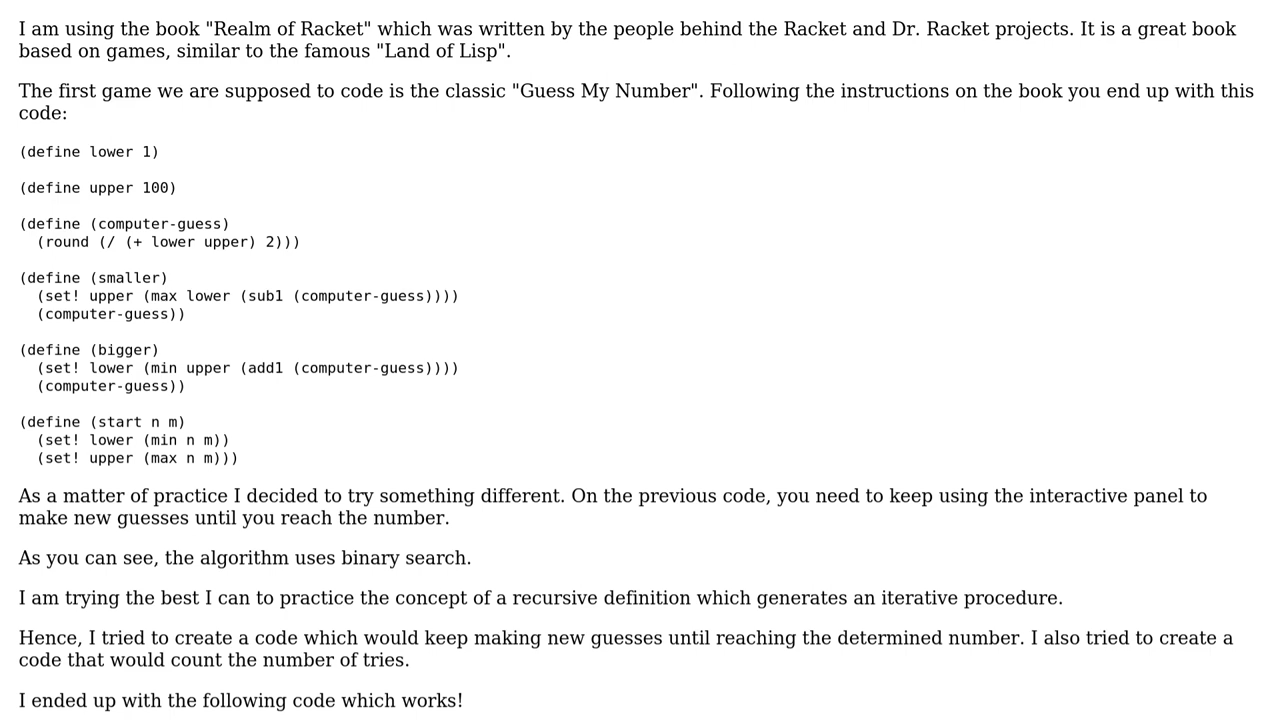 I am using the book "Realm of Racket" which was written by the people behind the Racket and Dr. Racket projects. It is a great book
based on games, similar to the famous "Land of Lisp".
The first game we are supposed to code is the classic "Guess My Number". Following the instructions on the book you end up with this
code:
(define lower 1)
(define upper 100)
(define (computer-guess)
  (round (/ (+ lower upper) 2)))
(define (smaller)
  (set! upper (max lower (sub1 (computer-guess))))
  (computer-guess))
(define (bigger)
  (set! lower (min upper (add1 (computer-guess))))
  (computer-guess))
(define (start n m)
  (set! lower (min n m))
  (set! upper (max n m)))
As a matter of practice I decided to try something different. On the previous code, you need to keep using the interactive panel to
make new guesses until you reach the number.
As you can see, the algorithm uses binary search.
I am trying the best I can to practice the concept of a recursive definition which generates an iterative procedure.
Hence, I tried to create a code which would keep making new guesses until reaching the determined number. I also tried to create a
code that would count the number of tries.
I ended up with the following code which works!